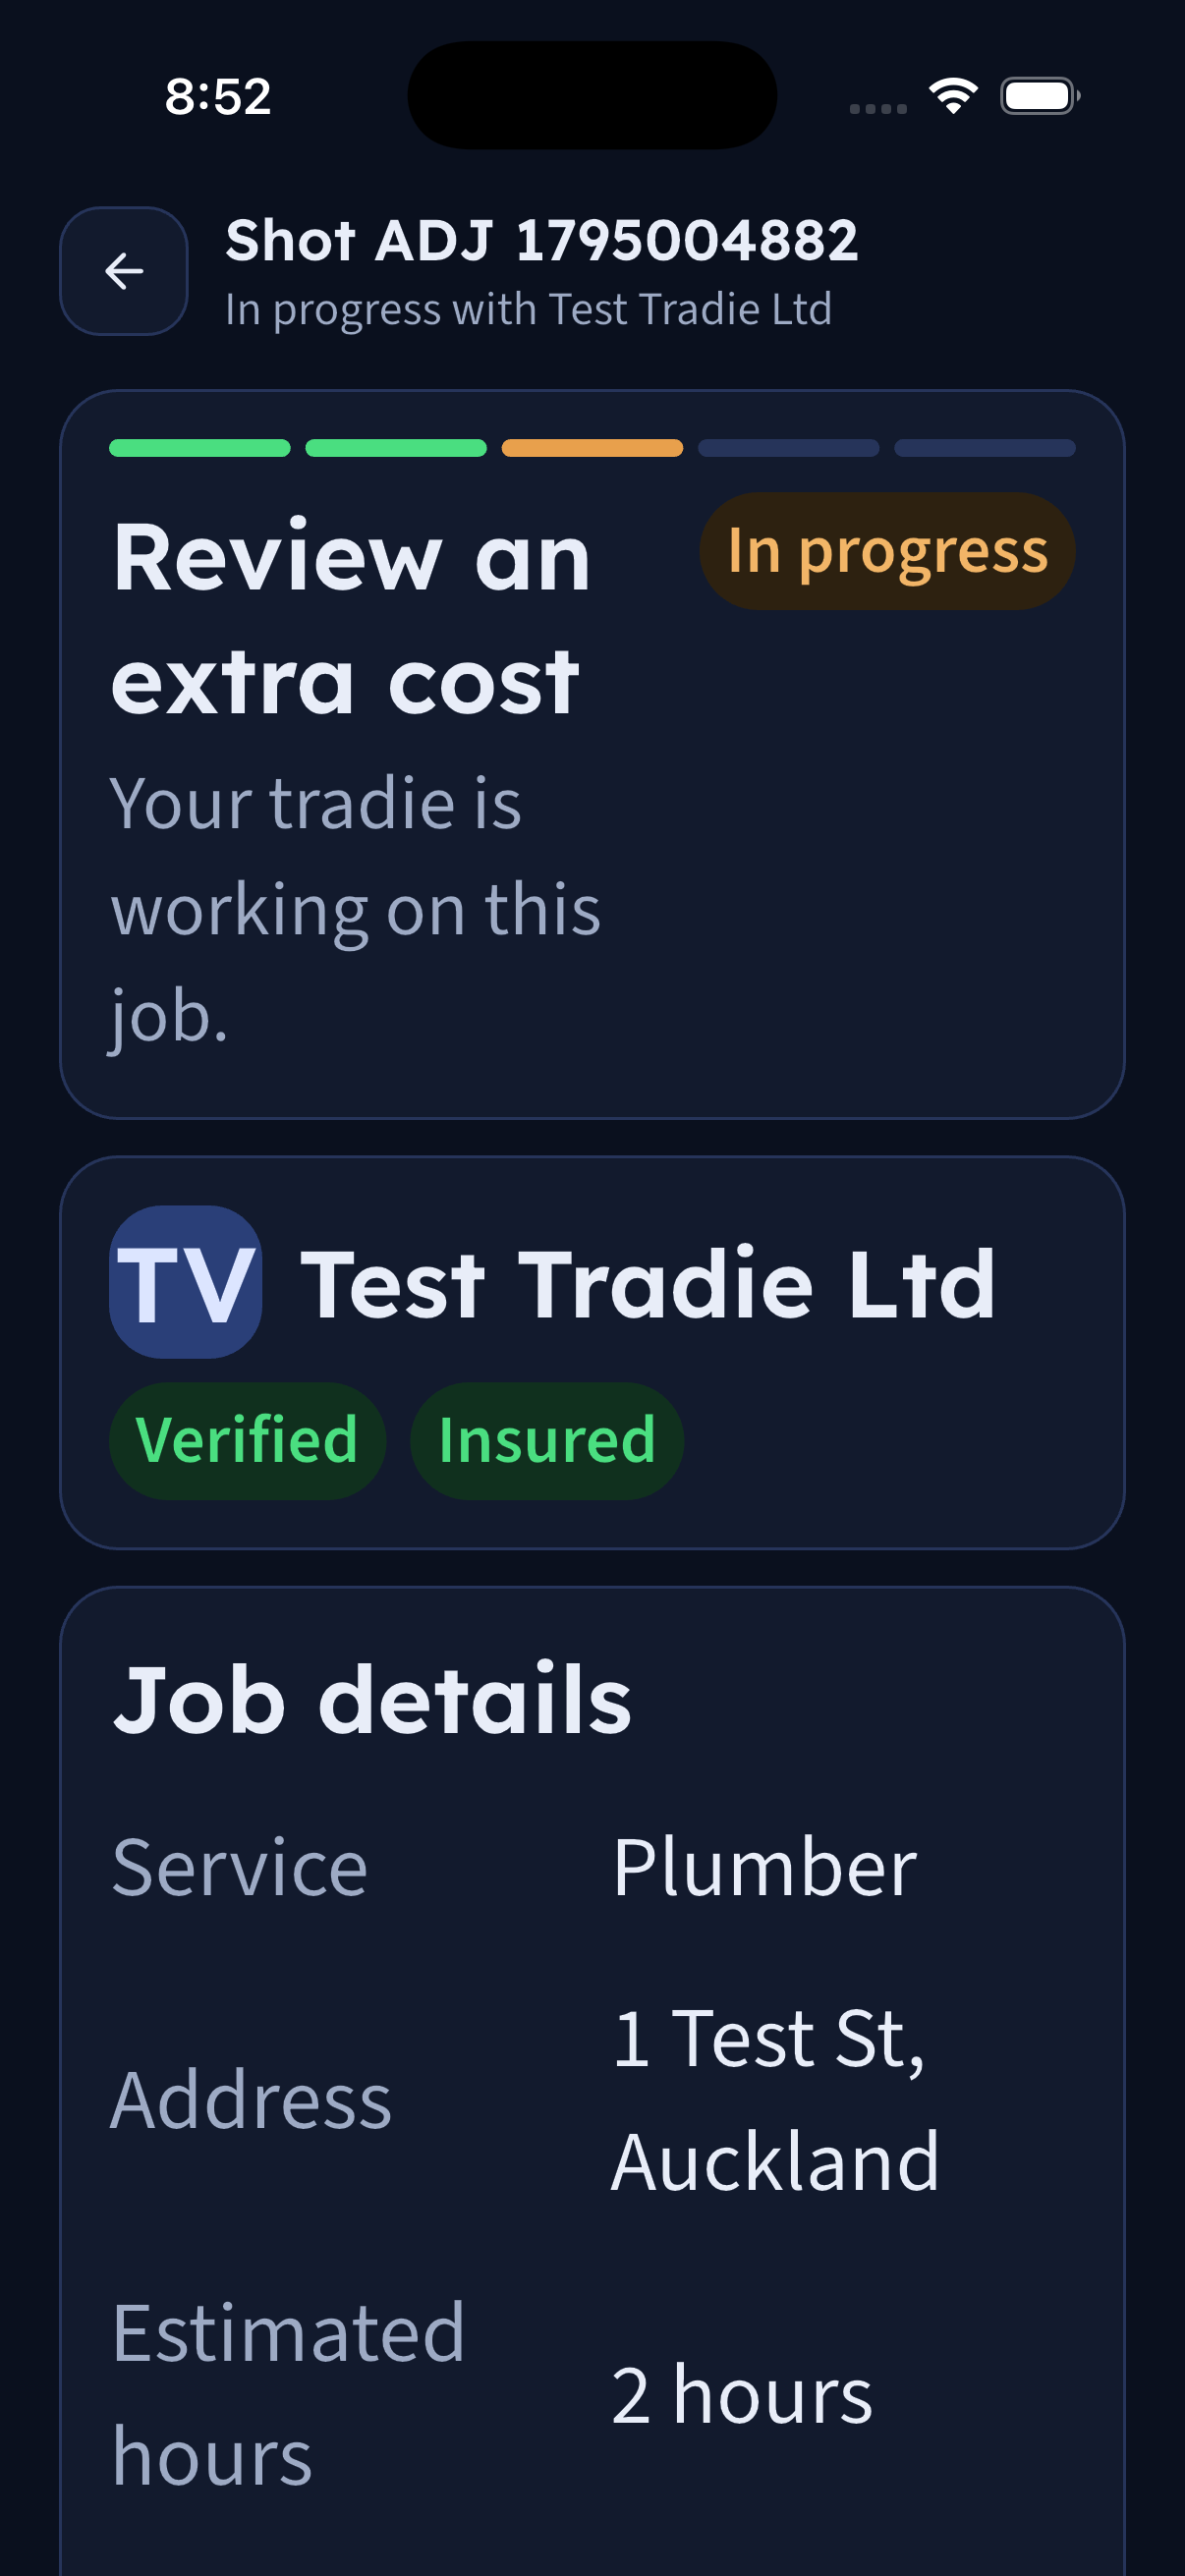 8:52
Shot ADJ 1795004882
In progress with Test Tradie Ltd
Review an
extra cost
In progress
Your tradie is
working on this
job.
TV
Test Tradie Ltd
Verified
Insured
Job details
Service
Plumber
Address
1 Test St,
Auckland
Estimated
hours
2 hours